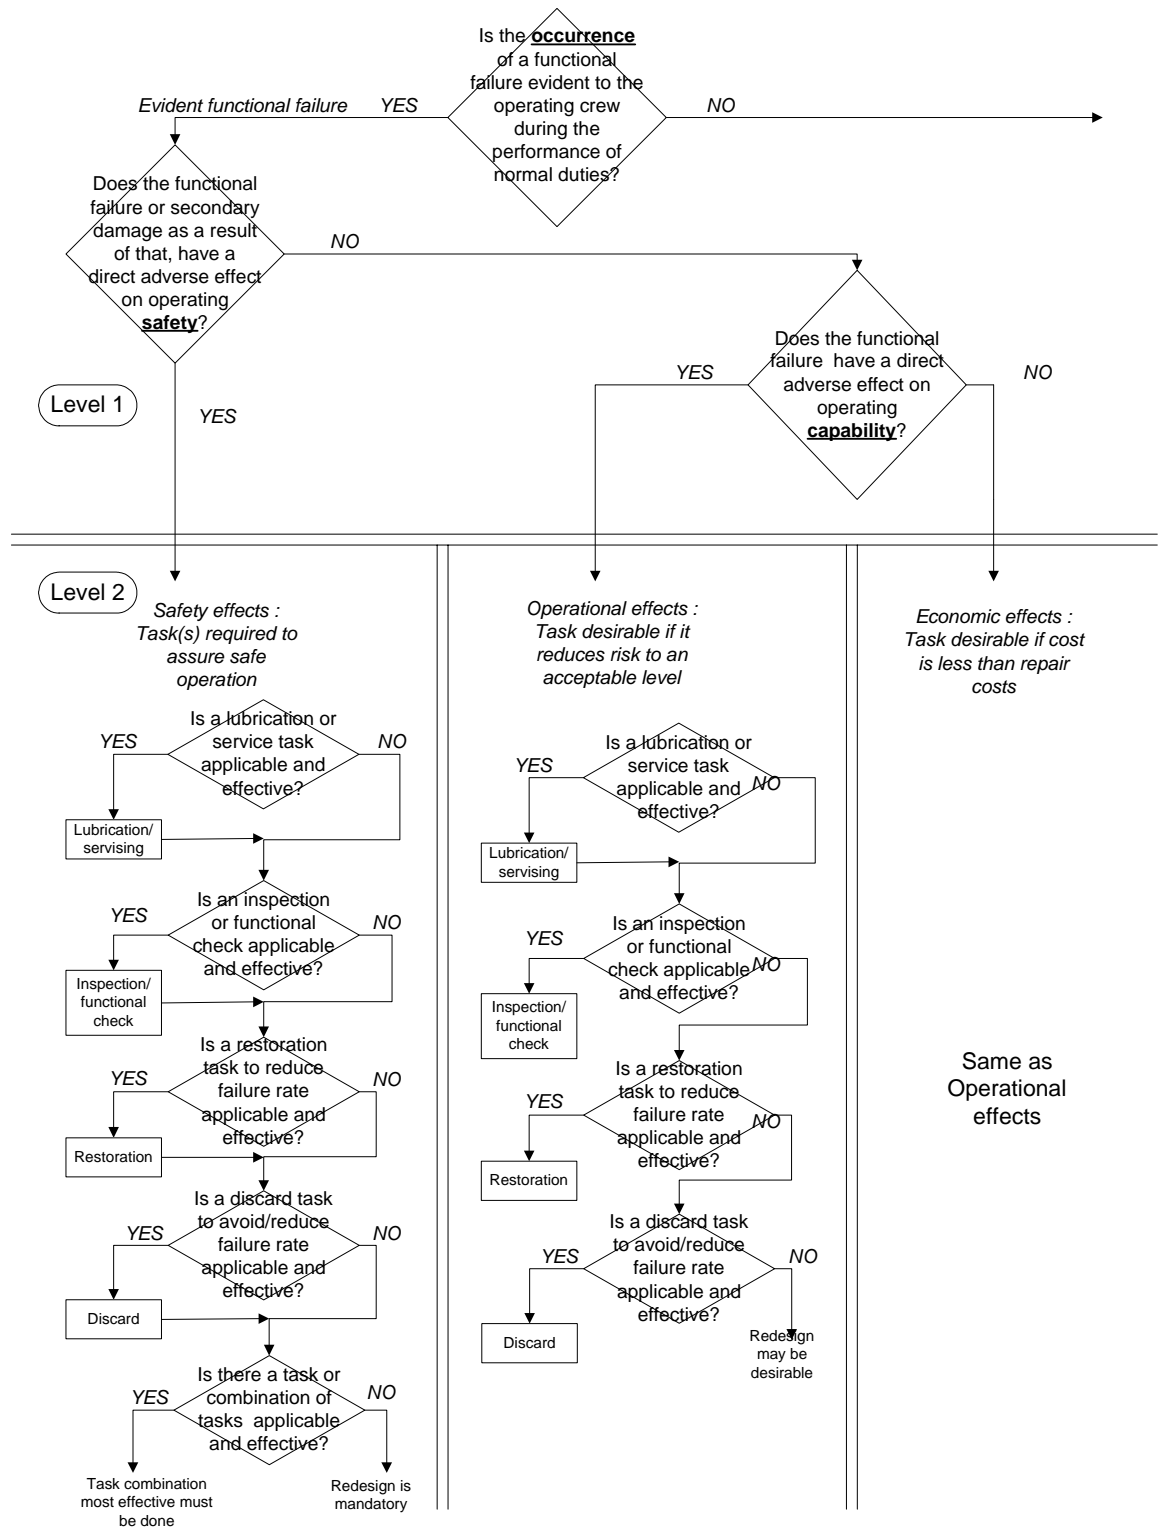 Is the occurrence
of a functional
failure evident to the
operating crew
during the
performance of
normal duties?
Evident functional failure
YES
NO
Does the functional
failure or secondary
damage as a result
of that, have a
direct adverse effect
on operating
safety?
NO
YES
Does the functional
failure have a direct
adverse effect on
operating
capability?
YES
NO
Level 1
Level 2
Safety effects :
Task(s) required to
assure safe
operation
Is a lubrication or
service task
applicable and
effective?
YES
NO
Lubrication/
servising
Is an inspection
or functional
check applicable
and effective?
YES
NO
Inspection/
functional
check
Is a restoration
task to reduce
failure rate
applicable and
effective?
YES
NO
Restoration
Is a discard task
to avoid/reduce
failure rate
applicable and
effective?
YES
NO
Discard
Is there a task or
combination of
tasks applicable
and effective?
YES
NO
Task combination
most effective must
be done
Redesign is
mandatory
Operational effects :
Task desirable if it
reduces risk to an
acceptable level
Is a lubrication or
service task
applicable and
effective?
YES
NO
Lubrication/
servising
Is an inspection
or functional
check applicable
and effective?
YES
NO
Inspection/
functional
check
Is a restoration
task to reduce
failure rate
applicable and
effective?
YES
NO
Restoration
Is a discard task
to avoid/reduce
failure rate
applicable and
effective?
YES
NO
Discard
Redesign
may be
desirable
Economic effects :
Task desirable if cost
is less than repair
costs
Same as
Operational
effects